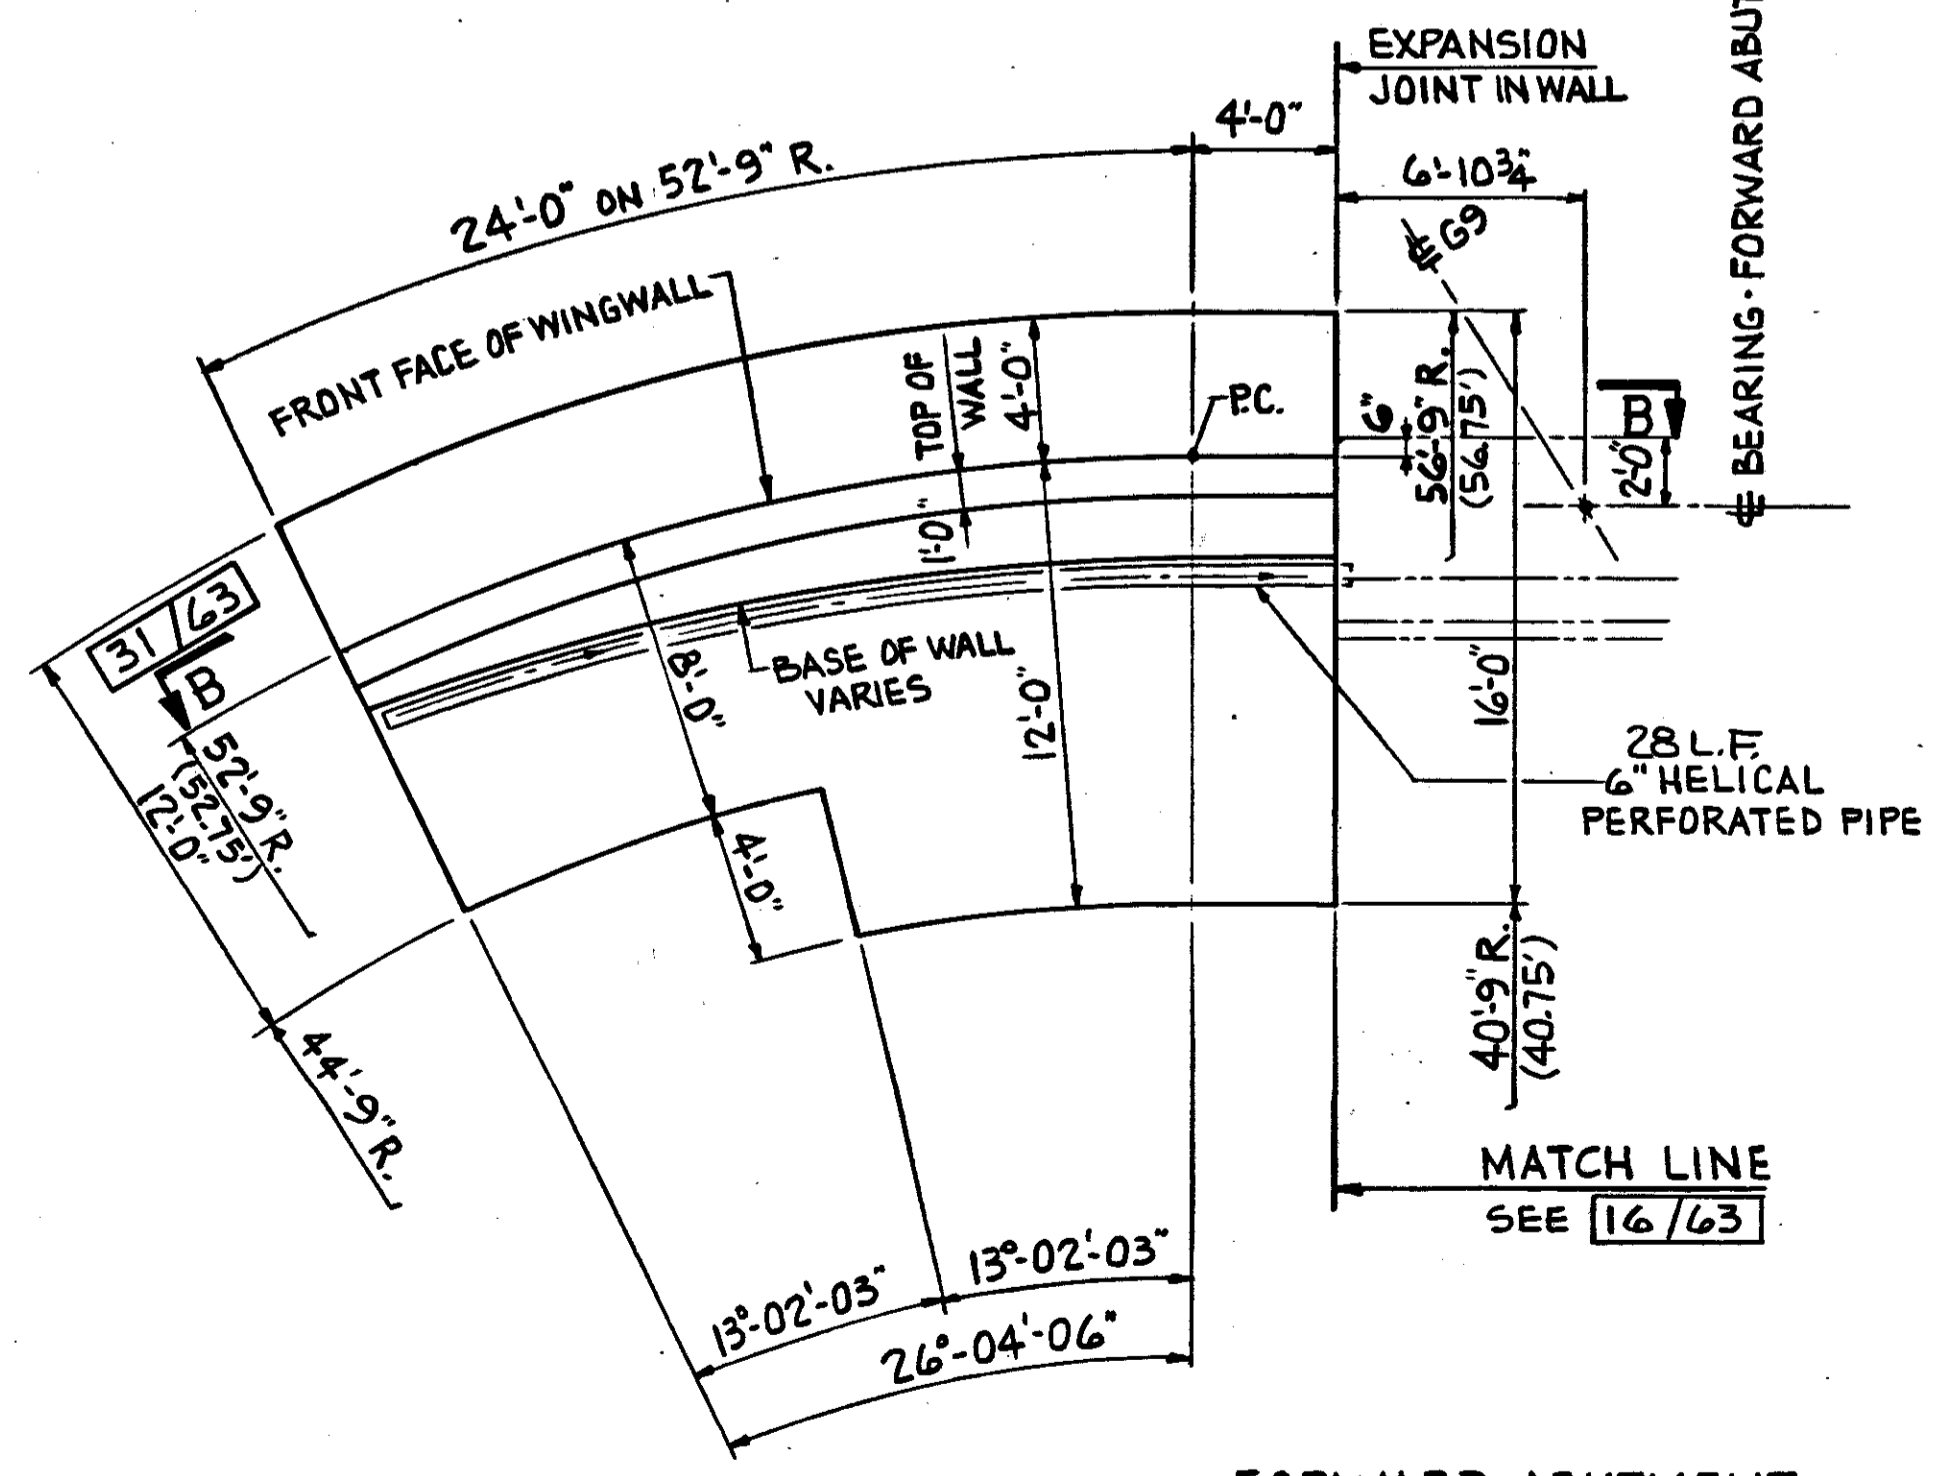 EXPANSION
JOINT IN WALL
4'-0"
6'-10¾"
24'-0" ON 52'-9" R.
℄ G9
FRONT FACE OF WINGWALL
TOP OF
WALL
4'-0"
P.C.
6"
56'-9" R.
(56.75')
B
2'-0"
℄ BEARING·FORWARD ABUT
1'-0"
31/63
B
BASE OF WALL
VARIES
8'-0"
12'-0"
16'-0"
52'-9" R.
(52.75')
12'-0"
28 L.F.
6" HELICAL
PERFORATED PIPE
4'-0"
44'-9" R.
40'-9" R.
(40.75')
MATCH LINE
SEE 16/63
13°-02'-03"
13°-02'-03"
26°-04'-06"